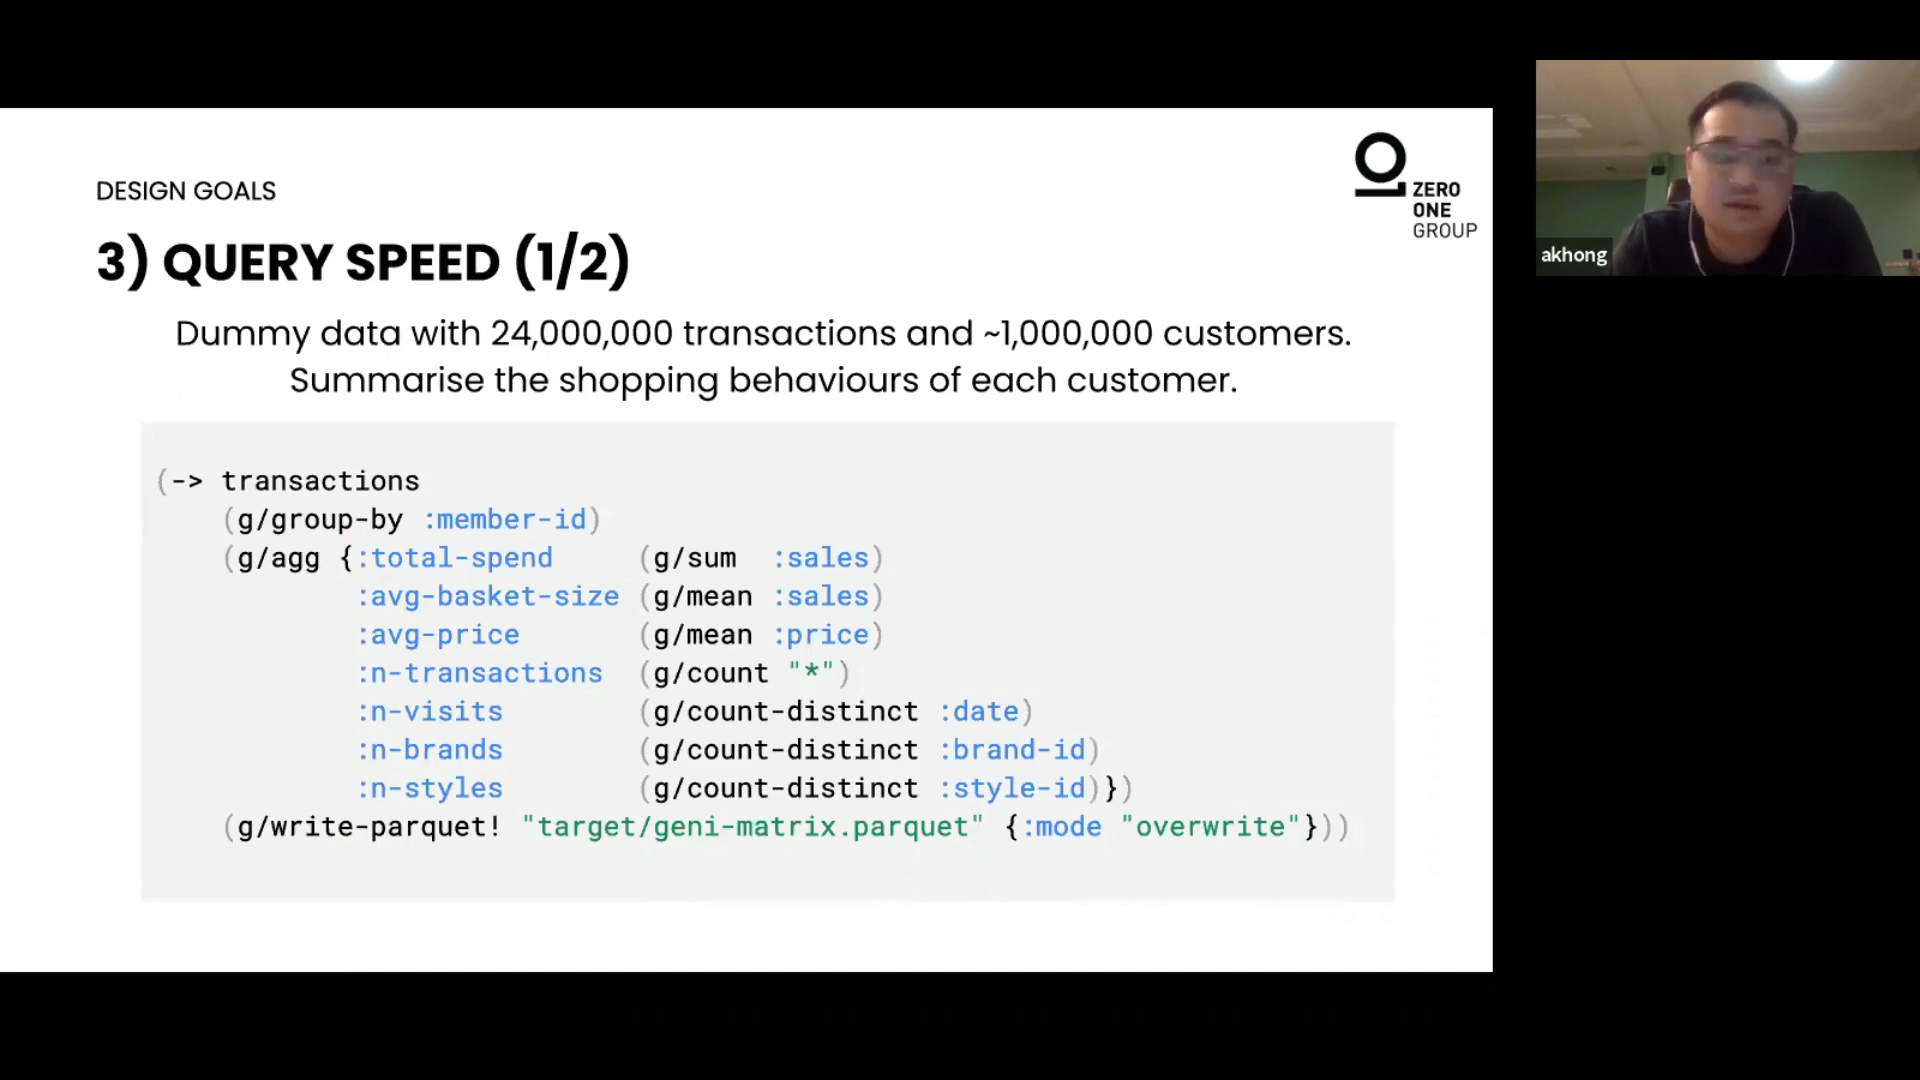 DESIGN GOALS
3) QUERY SPEED (1/2)
ZERO
ONE
GROUP
Dummy data with 24,000,000 transactions and ~1,000,000 customers.
Summarise the shopping behaviours of each customer.
(-> transactions
    (g/group-by :member-id)
    (g/agg {:total-spend     (g/sum  :sales)
            :avg-basket-size (g/mean :sales)
            :avg-price       (g/mean :price)
            :n-transactions  (g/count "*")
            :n-visits        (g/count-distinct :date)
            :n-brands        (g/count-distinct :brand-id)
            :n-styles        (g/count-distinct :style-id)})
    (g/write-parquet! "target/geni-matrix.parquet" {:mode "overwrite"}))
akhong